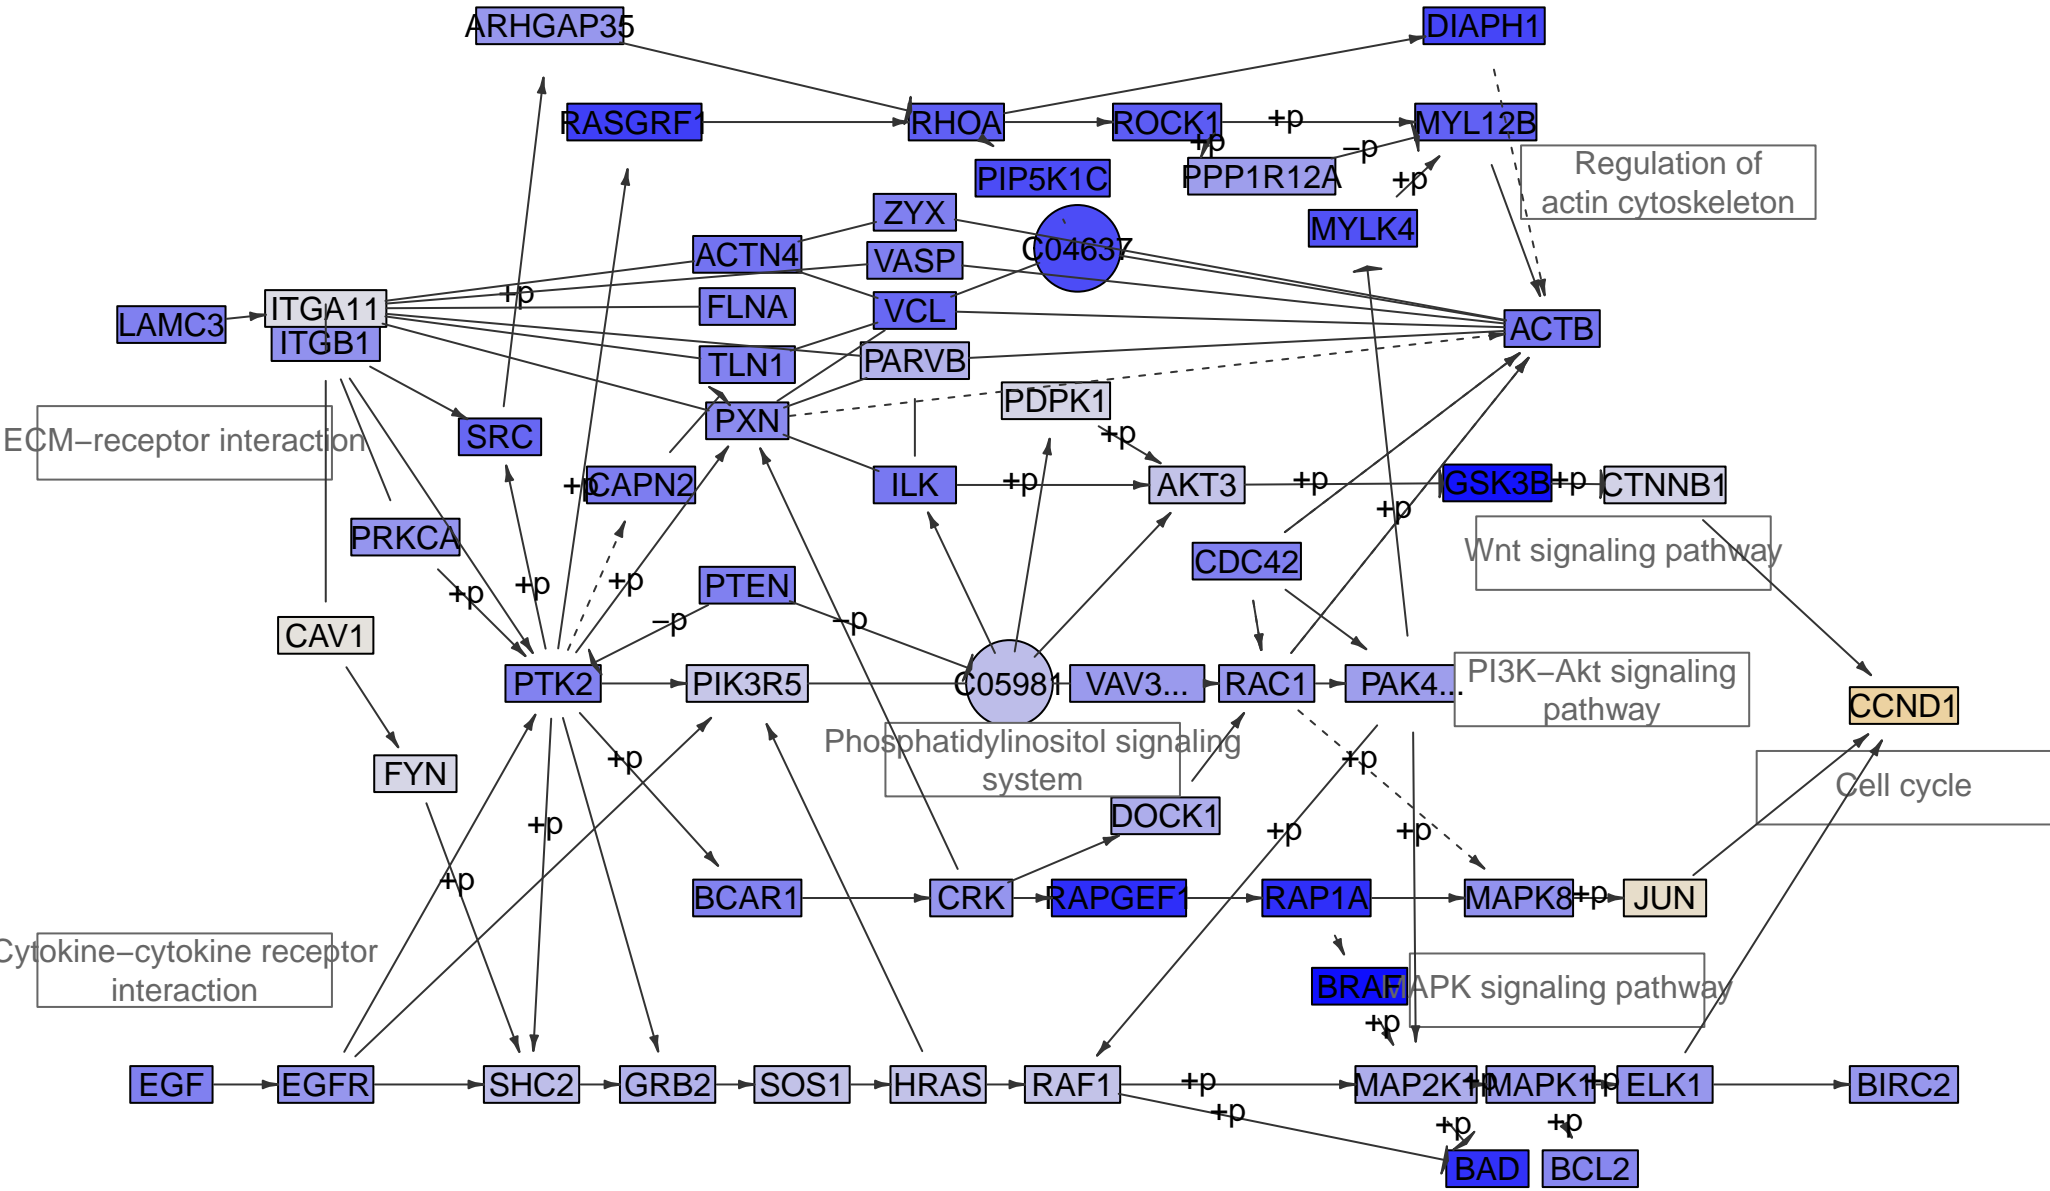 ARHGAP35
DIAPH1
RASGRF1
RHOA
ROCK1
+p
MYL12B
+p
−p
PIP5K1C
PPP1R12A
+p
Regulation of
actin cytoskeleton
ZYX
MYLK4
ACTN4
VASP
C04637
+p
ITGA11
FLNA
VCL
LAMC3
ITGB1
ACTB
TLN1
PARVB
PDPK1
PXN
+p
ECM−receptor interaction
SRC
+p
CAPN2
ILK
+p
AKT3
+p
GSK3B
+p
CTNNB1
+p
PRKCA
Wnt signaling pathway
CDC42
+p
+p
+p
PTEN
−p
−p
CAV1
PTK2
PIK3R5
C05981
VAV3...
RAC1
PAK4...
PI3K−Akt signaling
pathway
CCND1
Phosphatidylinositol signaling
system
+p
+p
FYN
Cell cycle
DOCK1
+p
+p
+p
+p
BCAR1
CRK
RAPGEF1
RAP1A
MAPK8
+p
JUN
Cytokine−cytokine receptor
interaction
BRAF
MAPK signaling pathway
+p
EGF
EGFR
SHC2
GRB2
SOS1
HRAS
RAF1
+p
MAP2K1
+p
MAPK1
+p
ELK1
BIRC2
+p
+p
+p
BAD
BCL2